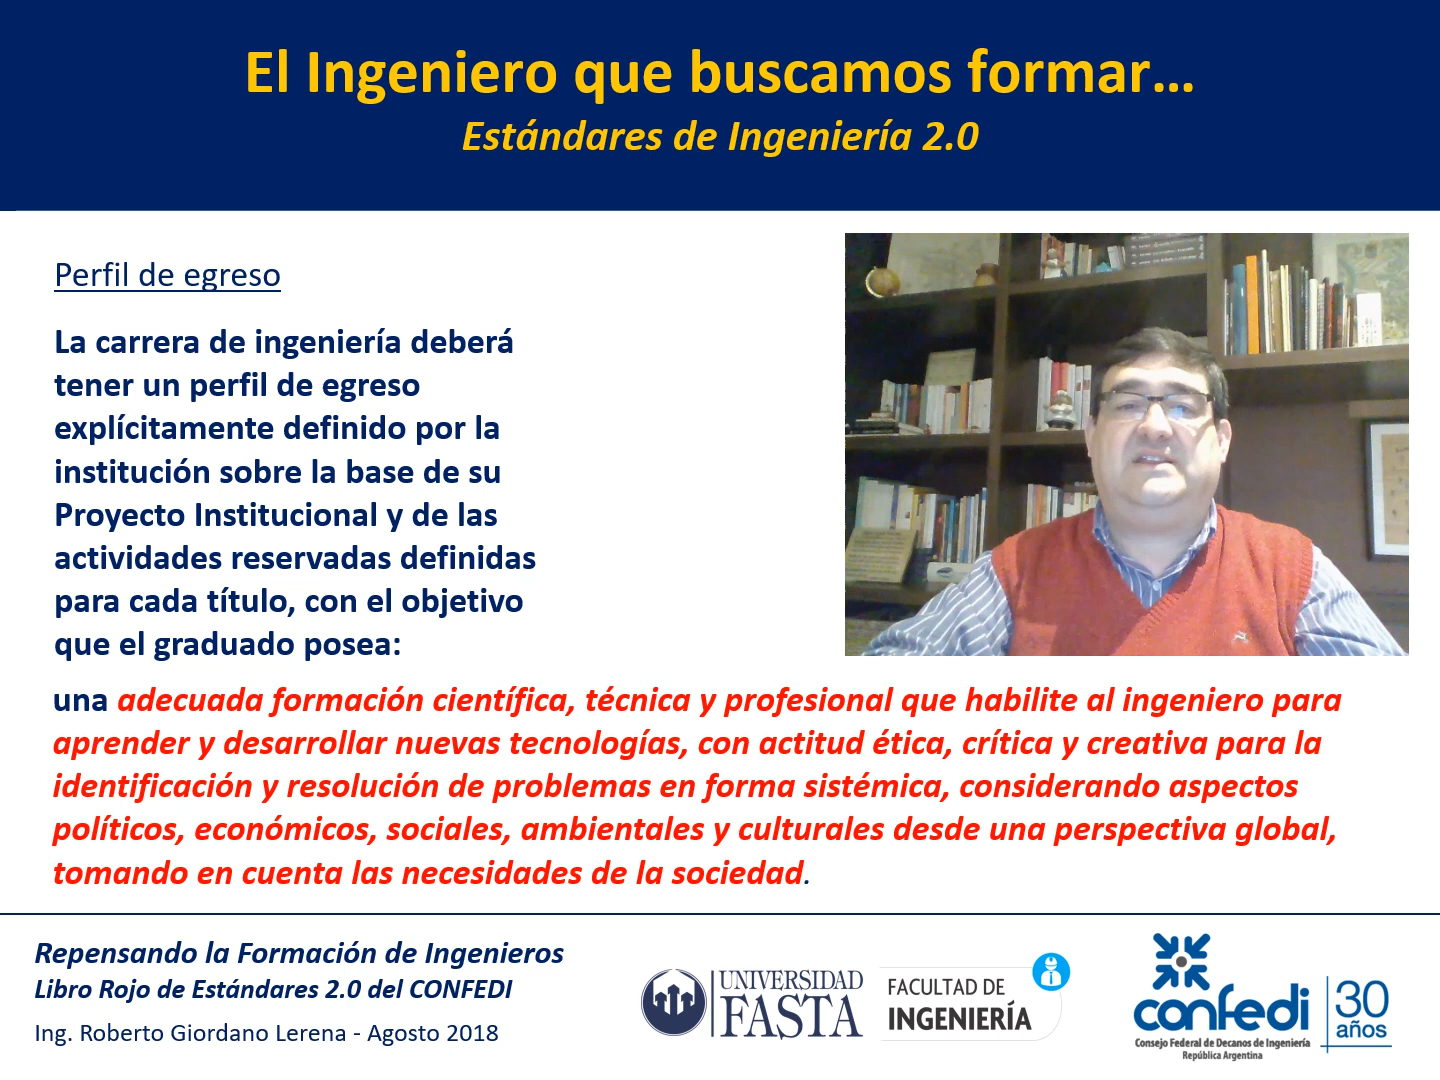 El Ingeniero que buscamos formar...
Estándares de Ingeniería 2.0
Perfil de egreso
La carrera de ingeniería deberá
tener un perfil de egreso
explícitamente definido por la
institución sobre la base de su
Proyecto Institucional y de las
actividades reservadas definidas
para cada título, con el objetivo
que el graduado posea:
una adecuada formación científica, técnica y profesional que habilite al ingeniero para
aprender y desarrollar nuevas tecnologías, con actitud ética, crítica y creativa para la
identificación y resolución de problemas en forma sistémica, considerando aspectos
políticos, económicos, sociales, ambientales y culturales desde una perspectiva global,
tomando en cuenta las necesidades de la sociedad.
Repensando la Formación de Ingenieros
Libro Rojo de Estándares 2.0 del CONFEDI
Ing. Roberto Giordano Lerena - Agosto 2018
UNIVERSIDAD
FASTA
FACULTAD DE
INGENIERÍA
confedi
Consejo Federal de Decanos de Ingeniería
República Argentina
30
años